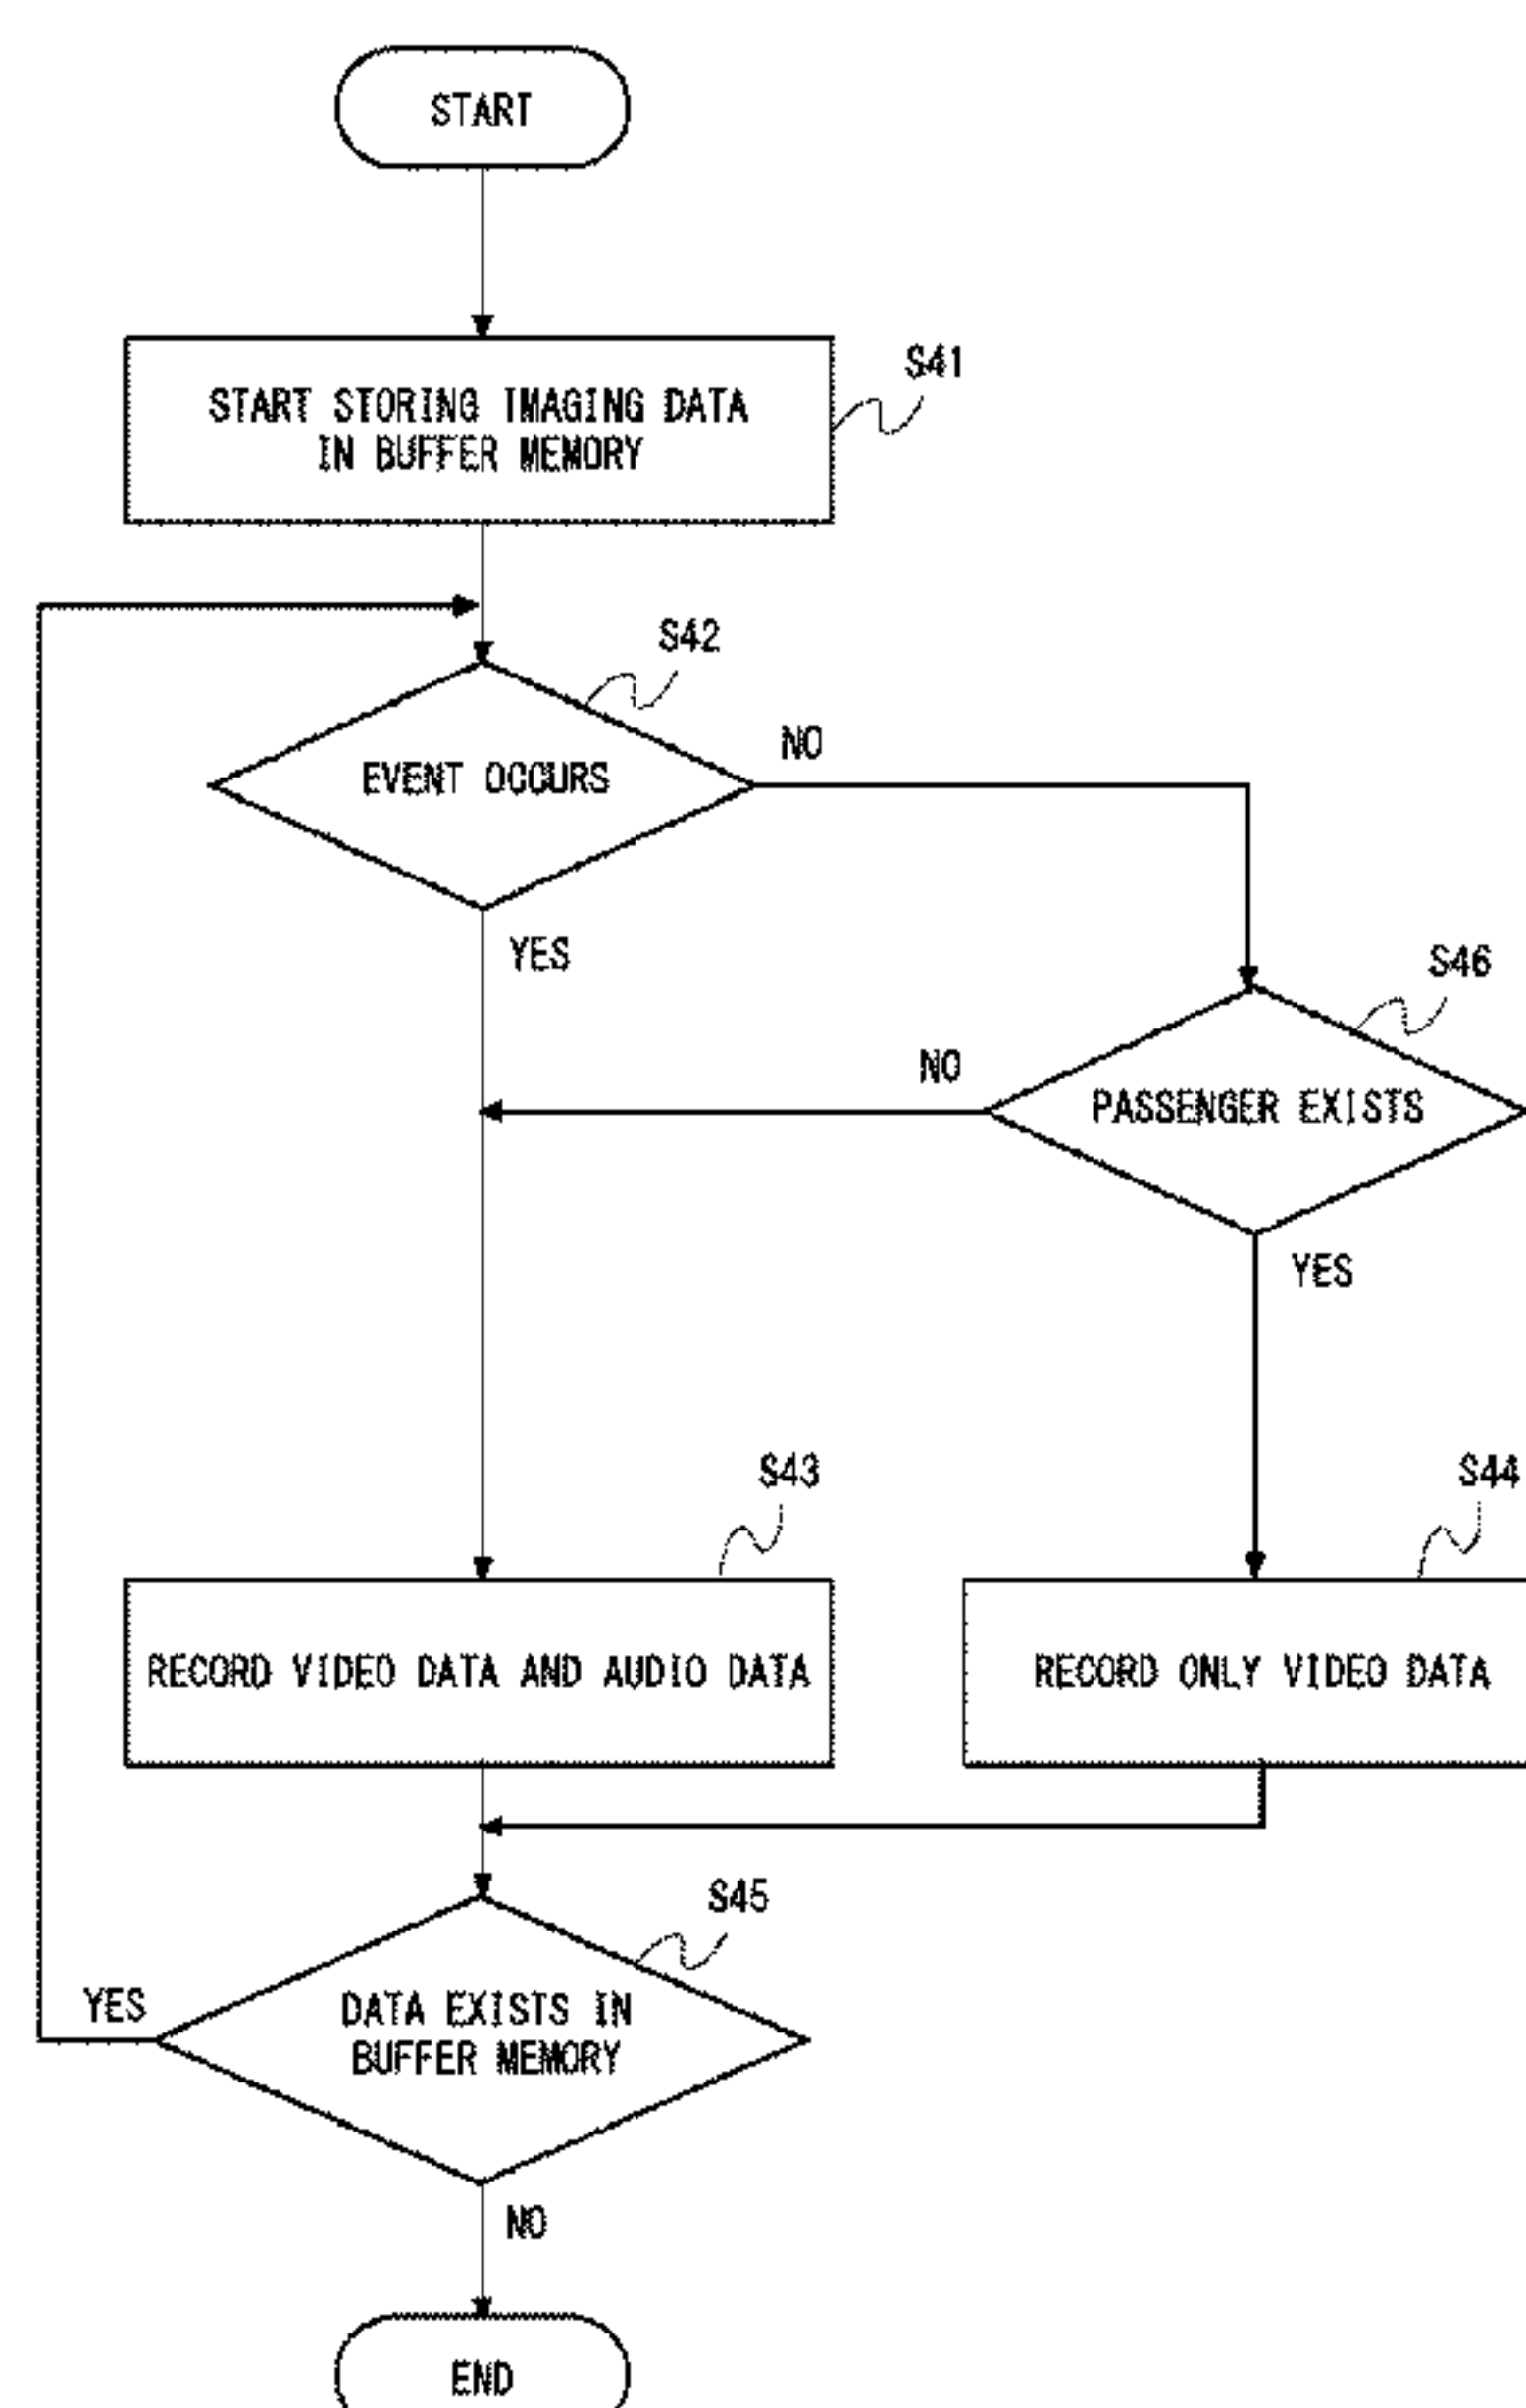 START
S41
START STORING IMAGING DATA
IN BUFFER MEMORY
S42
EVENT OCCURS
NO
YES
S46
PASSENGER EXISTS
NO
YES
S43
RECORD VIDEO DATA AND AUDIO DATA
S44
RECORD ONLY VIDEO DATA
S45
DATA EXISTS IN
BUFFER MEMORY
YES
NO
END